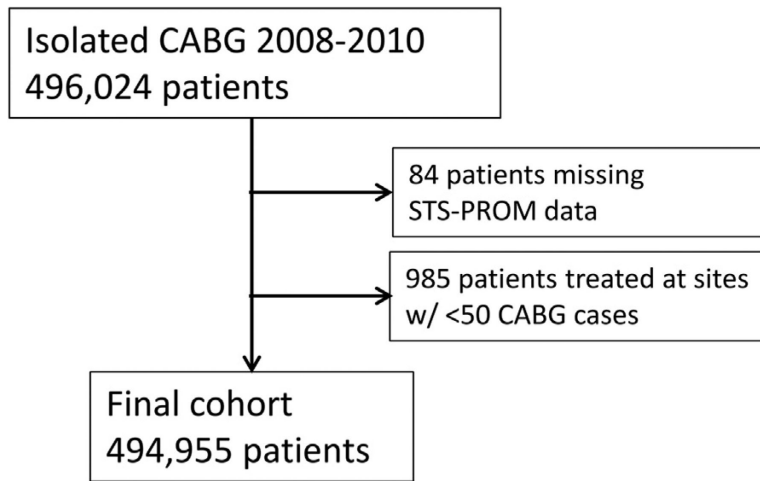 Isolated CABG 2008-2010
496,024 patients
84 patients missing
STS-PROM data
985 patients treated at sites
w/ <50 CABG cases
Final cohort
494,955 patients